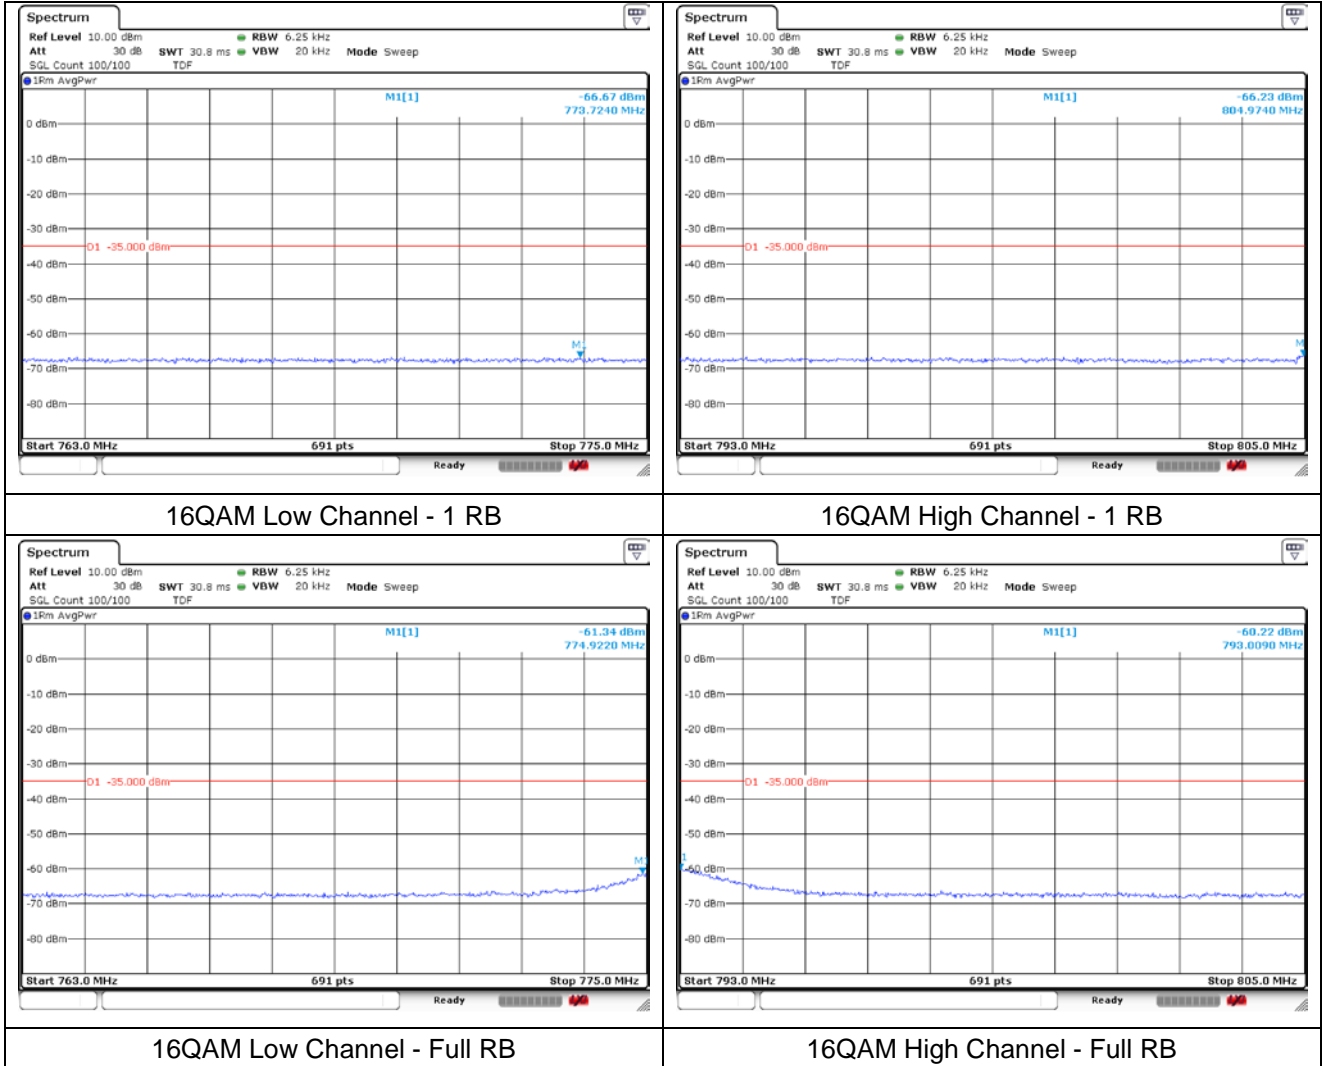 Spectrum
Ref Level 10.00 dBm RBW 6.25 kHz
Att 30 dB SWT 30.8 ms VBW 20 kHz Mode Sweep
SGL Count 100/100 TDF
1Rm AvgPwr
M1[1] -66.67 dBm
773.7240 MHz
0 dBm
-10 dBm
-20 dBm
-30 dBm
D1 -35.000 dBm
-40 dBm
-50 dBm
-60 dBm
-70 dBm
-80 dBm
Start 763.0 MHz 691 pts Stop 775.0 MHz
Ready
16QAM Low Channel - 1 RB
Spectrum
Ref Level 10.00 dBm RBW 6.25 kHz
Att 30 dB SWT 30.8 ms VBW 20 kHz Mode Sweep
SGL Count 100/100 TDF
1Rm AvgPwr
M1[1] -66.23 dBm
804.9740 MHz
0 dBm
-10 dBm
-20 dBm
-30 dBm
D1 -35.000 dBm
-40 dBm
-50 dBm
-60 dBm
M
-70 dBm
-80 dBm
Start 793.0 MHz 691 pts Stop 805.0 MHz
Ready
16QAM High Channel - 1 RB
Spectrum
Ref Level 10.00 dBm RBW 6.25 kHz
Att 30 dB SWT 30.8 ms VBW 20 kHz Mode Sweep
SGL Count 100/100 TDF
1Rm AvgPwr
M1[1] -61.34 dBm
774.9220 MHz
0 dBm
-10 dBm
-20 dBm
-30 dBm
D1 -35.000 dBm
-40 dBm
-50 dBm
-60 dBm
-70 dBm
-80 dBm
Start 763.0 MHz 691 pts Stop 775.0 MHz
Ready
16QAM Low Channel - Full RB
Spectrum
Ref Level 10.00 dBm RBW 6.25 kHz
Att 30 dB SWT 30.8 ms VBW 20 kHz Mode Sweep
SGL Count 100/100 TDF
1Rm AvgPwr
M1[1] -60.22 dBm
793.0090 MHz
0 dBm
-10 dBm
-20 dBm
-30 dBm
D1 -35.000 dBm
-40 dBm
-50 dBm
1
-60 dBm
-70 dBm
-80 dBm
Start 793.0 MHz 691 pts Stop 805.0 MHz
Ready
16QAM High Channel - Full RB